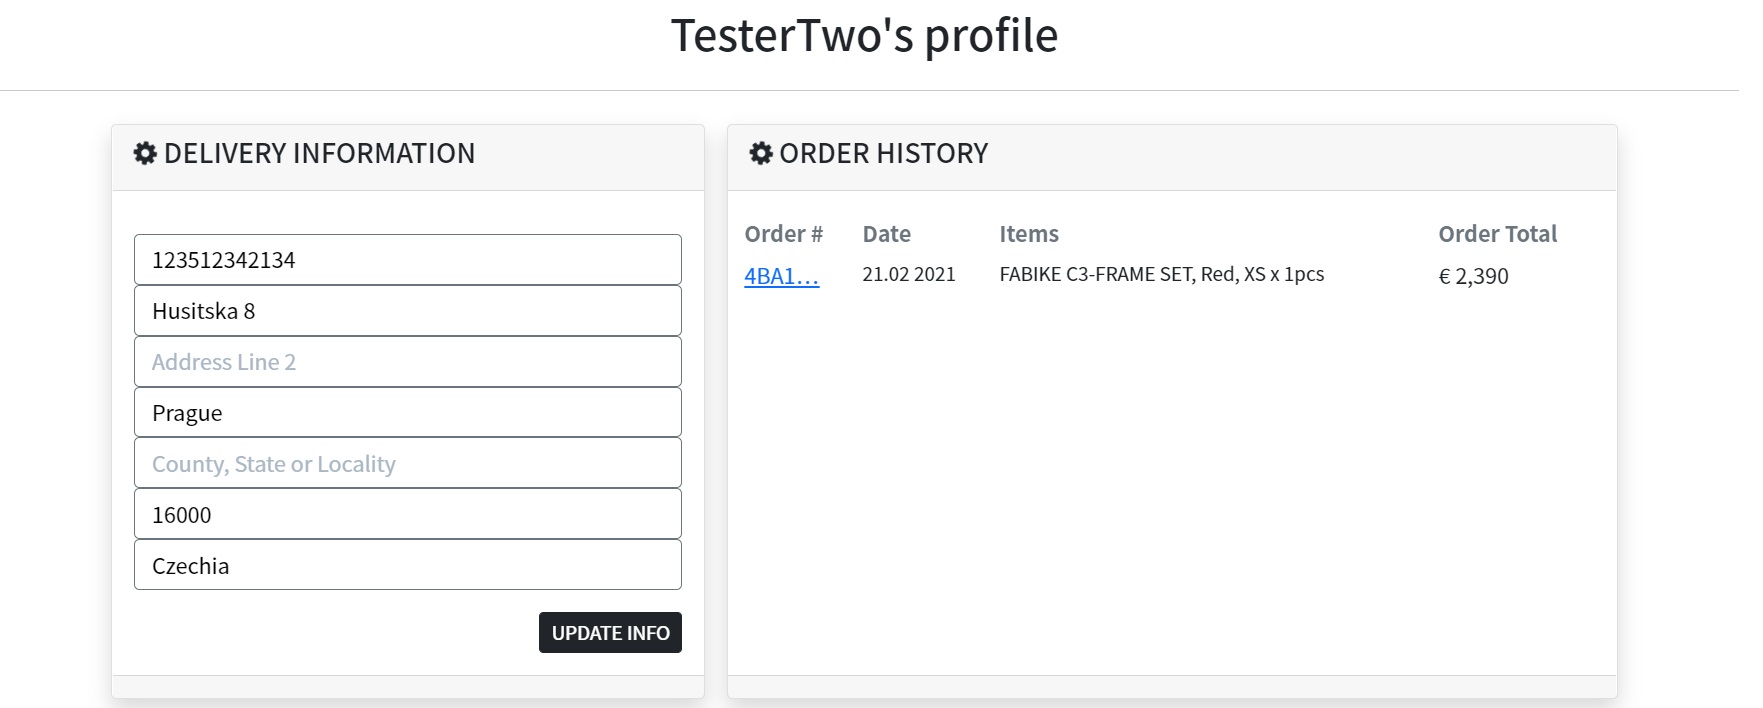 TesterTwo's profile
DELIVERY INFORMATION
123512342134
Husitska 8
Address Line 2
Prague
County, State or Locality
16000
Czechia
UPDATE INFO
ORDER HISTORY
Order # Date Items Order Total
4BA1... 21.02 2021 FABIKE C3-FRAME SET, Red, XS x 1pcs € 2,390